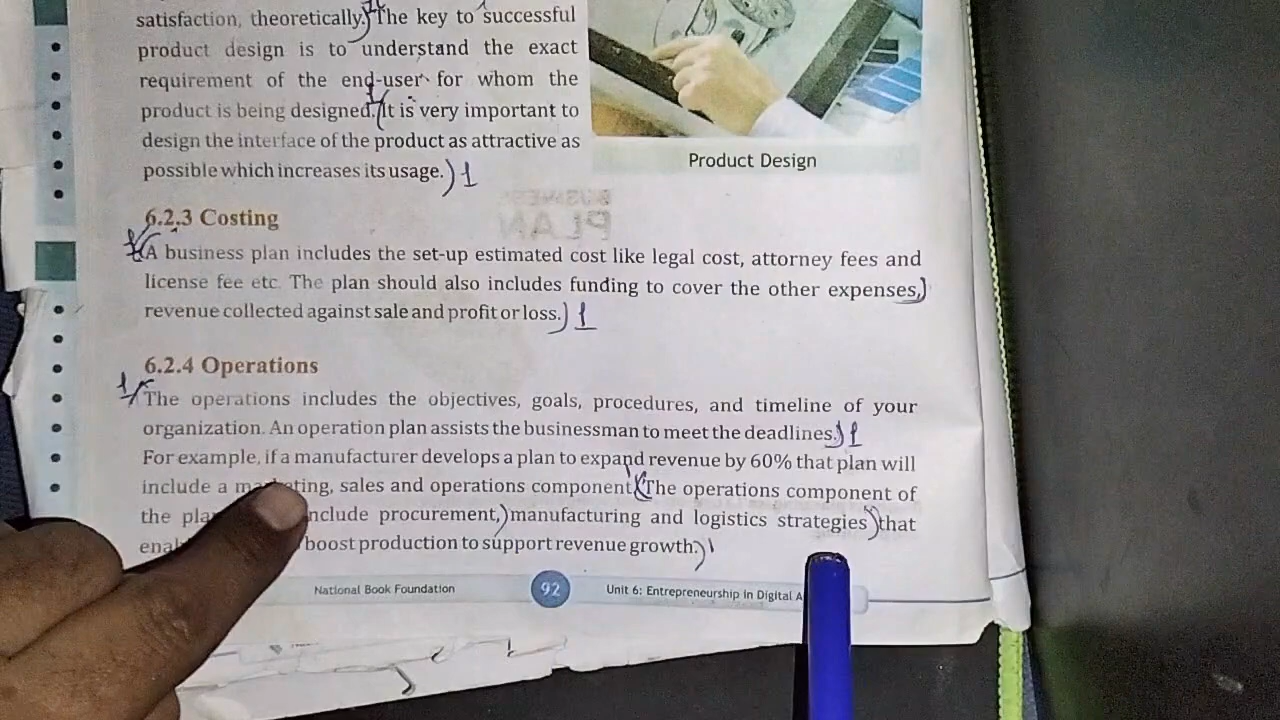 satisfaction, theoretically. The key to successful
product design is to understand the exact
requirement of the end-user for whom the
product is being designed. It is very important to
design the interface of the product as attractive as
possible which increases its usage.) 1
Product Design
6.2.3 Costing
A business plan includes the set-up estimated cost like legal cost, attorney fees and
license fee etc. The plan should also includes funding to cover the other expenses,)
revenue collected against sale and profit or loss.) 1
6.2.4 Operations
The operations includes the objectives, goals, procedures, and timeline of your
organization. An operation plan assists the businessman to meet the deadlines.) 1
For example, if a manufacturer develops a plan to expand revenue by 60% that plan will
include a marketing, sales and operations component. (The operations component of
the include procurement,) manufacturing and logistics strategies) that
boost production to support revenue growth.)
National Book Foundation
92
Unit 6: Entrepreneurship in Digital